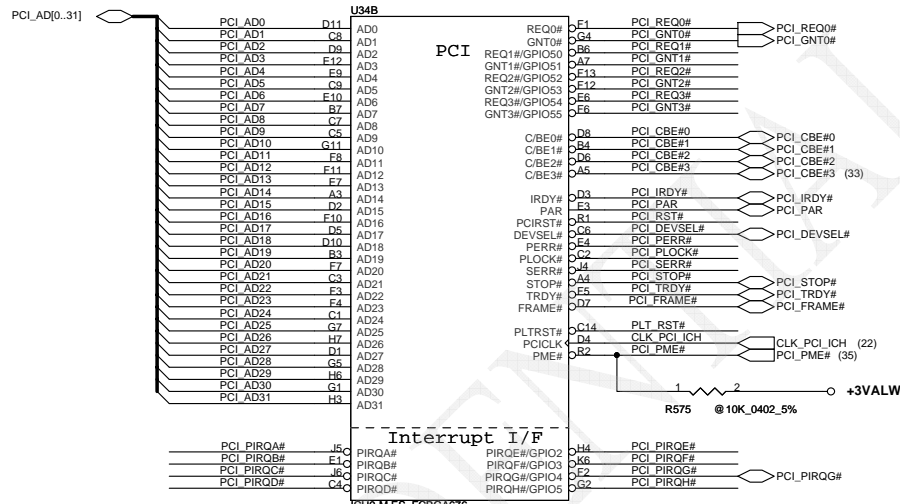 PCI_AD[0..31]
U34B
PCI
PCI_AD0 D11 AD0
PCI_AD1 C8 AD1
PCI_AD2 D9 AD2
PCI_AD3 E12 AD3
PCI_AD4 E9 AD4
PCI_AD5 C9 AD5
PCI_AD6 E10 AD6
PCI_AD7 B7 AD7
PCI_AD8 C7 AD8
PCI_AD9 C5 AD9
PCI_AD10 G11 AD10
PCI_AD11 F8 AD11
PCI_AD12 F11 AD12
PCI_AD13 E7 AD13
PCI_AD14 A3 AD14
PCI_AD15 D2 AD15
PCI_AD16 F10 AD16
PCI_AD17 D5 AD17
PCI_AD18 D10 AD18
PCI_AD19 B3 AD19
PCI_AD20 F7 AD20
PCI_AD21 C3 AD21
PCI_AD22 F3 AD22
PCI_AD23 F4 AD23
PCI_AD24 C1 AD24
PCI_AD25 G7 AD25
PCI_AD26 H7 AD26
PCI_AD27 D1 AD27
PCI_AD28 G5 AD28
PCI_AD29 H6 AD29
PCI_AD30 G1 AD30
PCI_AD31 H3 AD31
REQ0# F1 PCI_REQ0# PCI_REQ0#
GNT0# G4 PCI_GNT0# PCI_GNT0#
REQ1#/GPIO50 B6 PCI_REQ1#
GNT1#/GPIO51 A7 PCI_GNT1#
REQ2#/GPIO52 F13 PCI_REQ2#
GNT2#/GPIO53 F12 PCI_GNT2#
REQ3#/GPIO54 E6 PCI_REQ3#
GNT3#/GPIO55 F6 PCI_GNT3#
C/BE0# D8 PCI_CBE#0 PCI_CBE#0
C/BE1# B4 PCI_CBE#1 PCI_CBE#1
C/BE2# D6 PCI_CBE#2 PCI_CBE#2
C/BE3# A5 PCI_CBE#3 PCI_CBE#3 (33)
IRDY# D3 PCI_IRDY# PCI_IRDY#
PAR E3 PCI_PAR PCI_PAR
PCIRST# R1 PCI_RST#
DEVSEL# C6 PCI_DEVSEL# PCI_DEVSEL#
PERR# E4 PCI_PERR#
PLOCK# C2 PCI_PLOCK#
SERR# J4 PCI_SERR#
STOP# A4 PCI_STOP# PCI_STOP#
TRDY# F5 PCI_TRDY# PCI_TRDY#
FRAME# D7 PCI_FRAME# PCI_FRAME#
PLTRST# C14 PLT_RST#
PCICLK D4 CLK_PCI_ICH CLK_PCI_ICH (22)
PME# R2 PCI_PME# PCI_PME# (35)
1 2 +3VALW
R575 @10K_0402_5%
Interrupt I/F
PCI_PIRQA# J5 PIRQA#
PCI_PIRQB# E1 PIRQB#
PCI_PIRQC# J6 PIRQC#
PCI_PIRQD# C4 PIRQD#
PIRQE#/GPIO2 H4 PCI_PIRQE#
PIRQF#/GPIO3 K6 PCI_PIRQF#
PIRQG#/GPIO4 F2 PCI_PIRQG# PCI_PIRQG#
PIRQH#/GPIO5 G2 PCI_PIRQH#